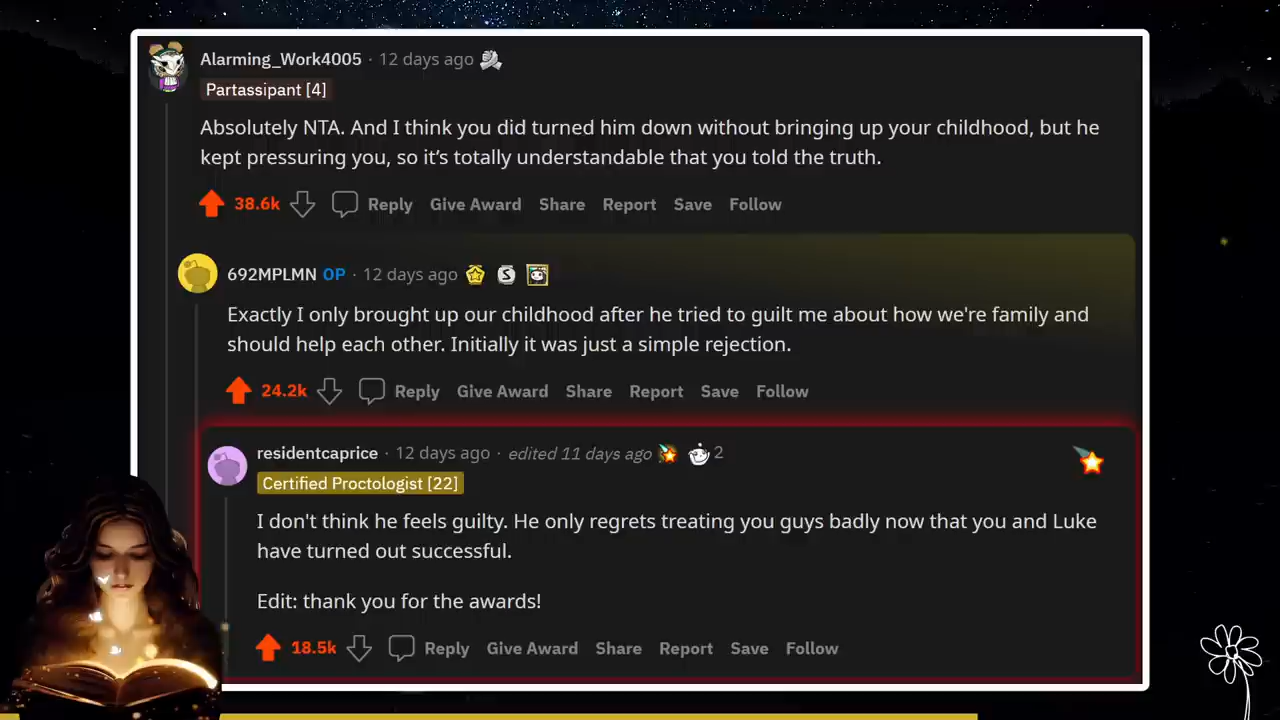 Alarming_Work4005 · 12 days ago
Partassipant [4]
Absolutely NTA. And I think you did turned him down without bringing up your childhood, but he
kept pressuring you, so it’s totally understandable that you told the truth.
38.6k Reply Give Award Share Report Save Follow
692MPLMN OP · 12 days ago
Exactly I only brought up our childhood after he tried to guilt me about how we're family and
should help each other. Initially it was just a simple rejection.
24.2k Reply Give Award Share Report Save Follow
residentcaprice · 12 days ago · edited 11 days ago 2
Certified Proctologist [22]
I don't think he feels guilty. He only regrets treating you guys badly now that you and Luke
have turned out successful.
Edit: thank you for the awards!
18.5k Reply Give Award Share Report Save Follow